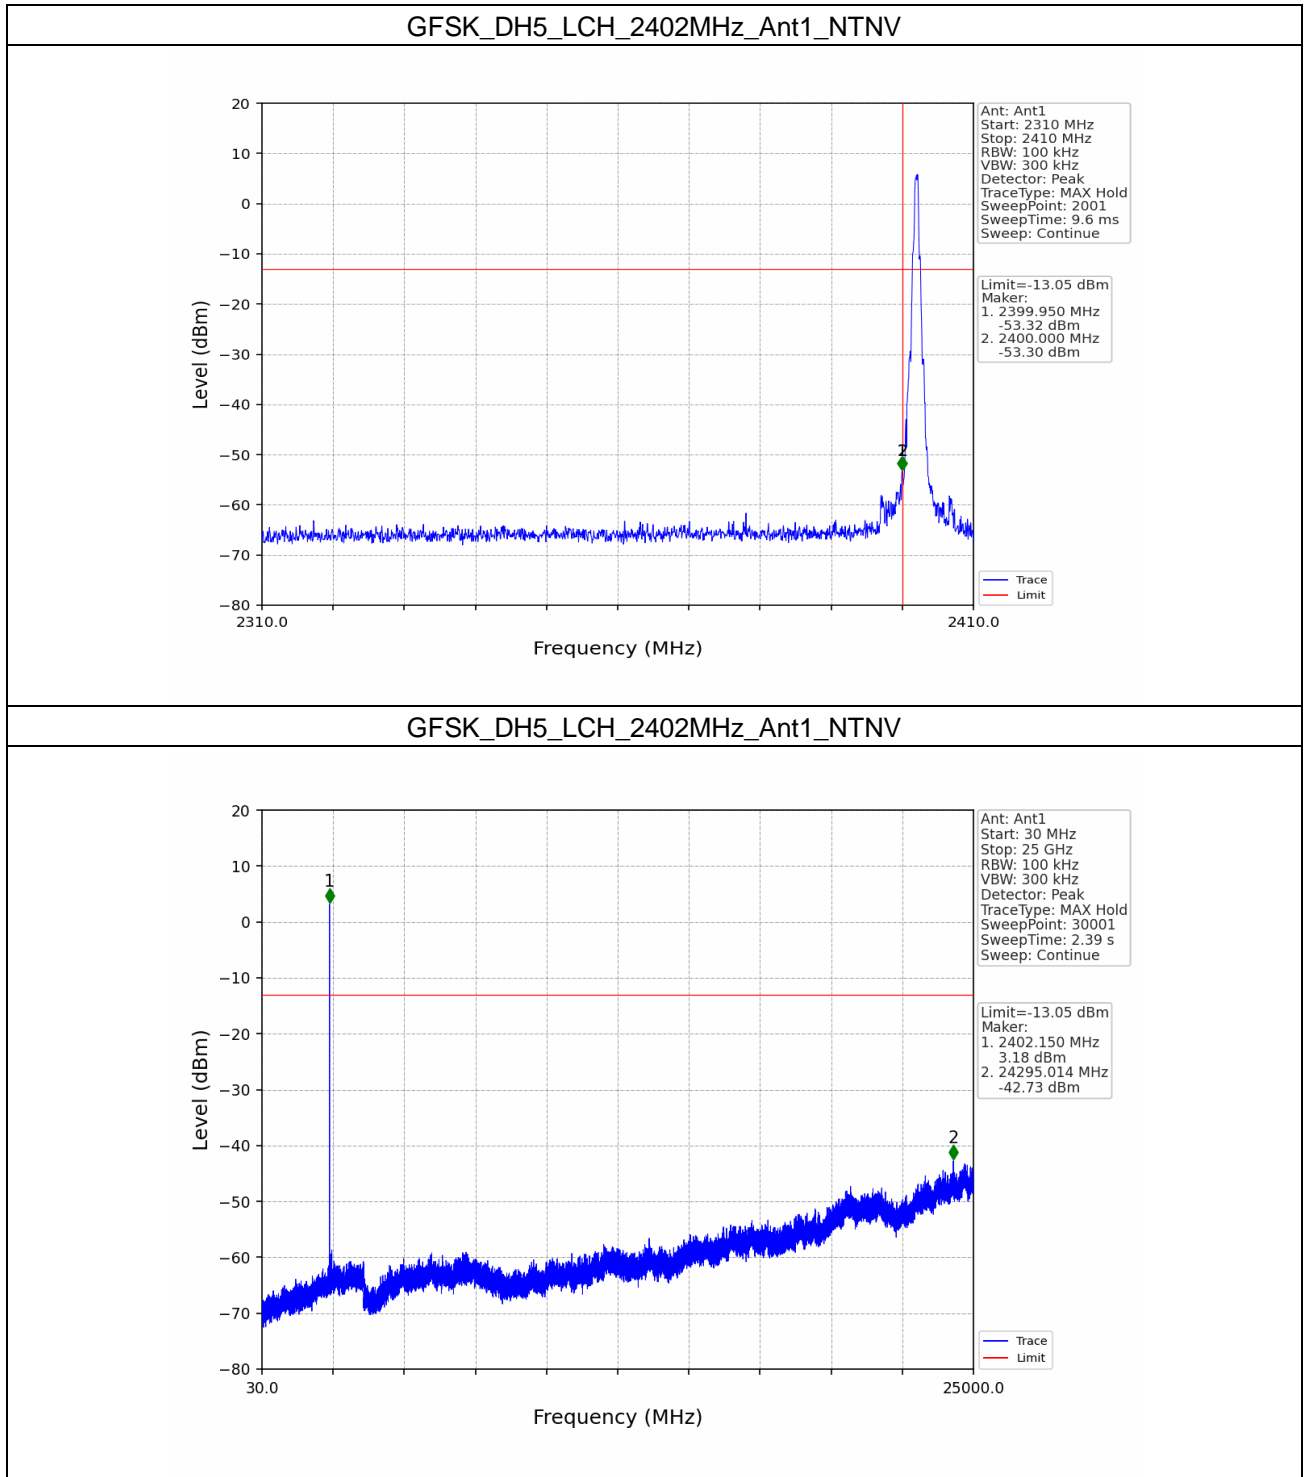 GFSK_DH5_LCH_2402MHz_Ant1_NTNV
20
10
0
−10
−20
−30
−40
−50
−60
−70
−80
Level (dBm)
2310.0
2410.0
Frequency (MHz)
2
Ant: Ant1
Start: 2310 MHz
Stop: 2410 MHz
RBW: 100 kHz
VBW: 300 kHz
Detector: Peak
TraceType: MAX Hold
SweepPoint: 2001
SweepTime: 9.6 ms
Sweep: Continue
Limit=-13.05 dBm
Maker:
1. 2399.950 MHz
-53.32 dBm
2. 2400.000 MHz
-53.30 dBm
Trace
Limit
GFSK_DH5_LCH_2402MHz_Ant1_NTNV
20
10
0
−10
−20
−30
−40
−50
−60
−70
−80
Level (dBm)
30.0
25000.0
Frequency (MHz)
1
2
Ant: Ant1
Start: 30 MHz
Stop: 25 GHz
RBW: 100 kHz
VBW: 300 kHz
Detector: Peak
TraceType: MAX Hold
SweepPoint: 30001
SweepTime: 2.39 s
Sweep: Continue
Limit=-13.05 dBm
Maker:
1. 2402.150 MHz
3.18 dBm
2. 24295.014 MHz
-42.73 dBm
Trace
Limit